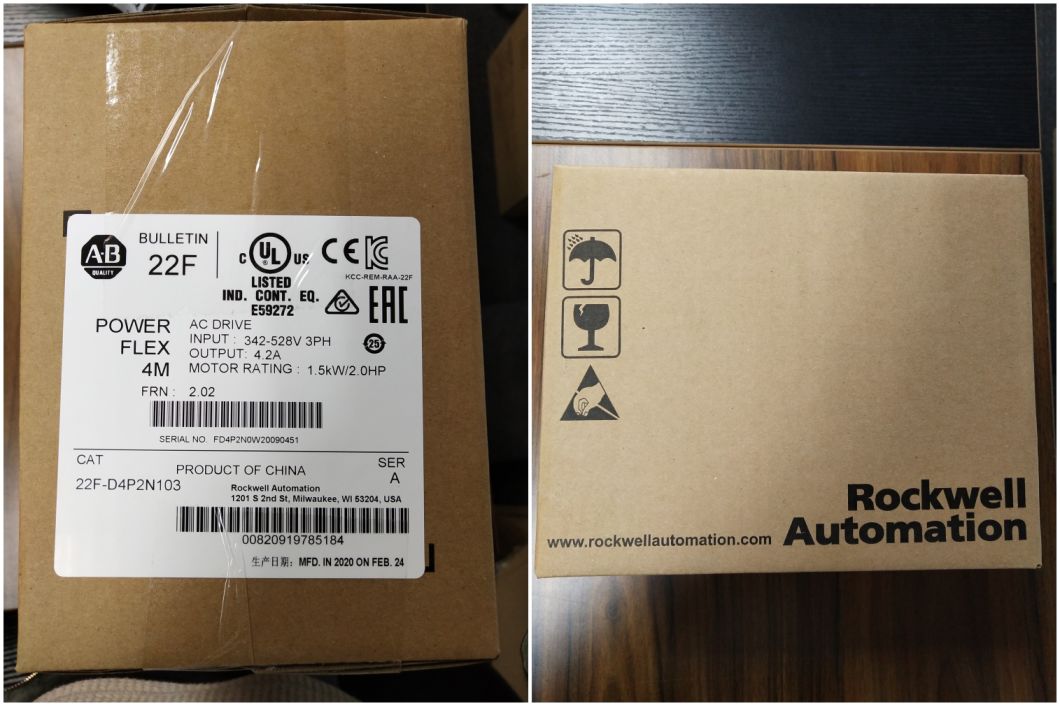 A-B
QUALITY
BULLETIN
22F
C UL US
®
LISTED
IND. CONT. EQ.
E59272
CE
KC
KCC-REM-RAA-22F
EAC
POWER
FLEX
4M
AC DRIVE
INPUT : 342-528V 3PH
OUTPUT: 4.2A
MOTOR RATING : 1.5kW/2.0HP
25
FRN : 2.02
SERIAL NO. FD4P2N0W20090451
CAT
PRODUCT OF CHINA
SER
A
22F-D4P2N103
Rockwell Automation
1201 S 2nd St, Milwaukee, WI 53204, USA
00820919785184
生产日期: MFD. IN 2020 ON FEB. 24
www.rockwellautomation.com
Rockwell
Automation